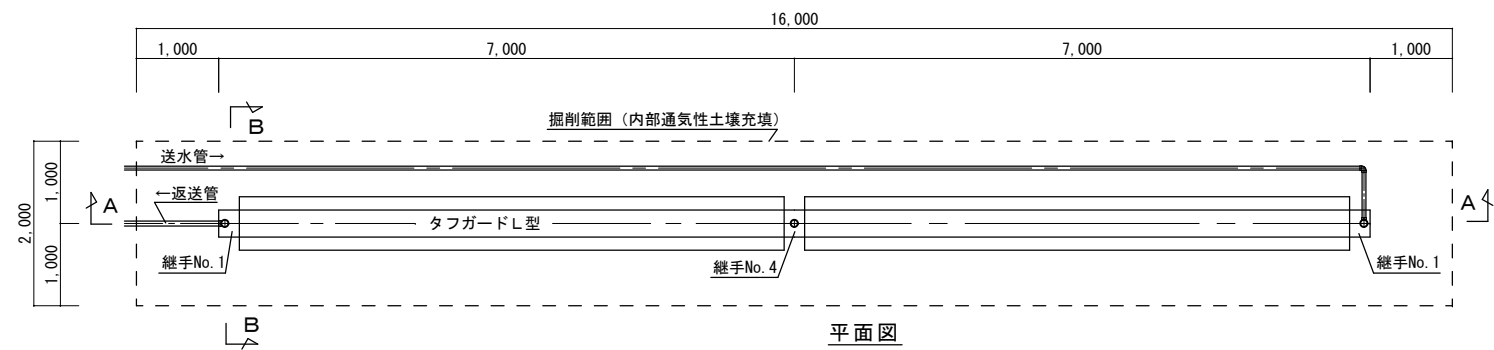 16,000
1,000
7,000
7,000
1,000
B
掘削範囲（内部通気性土壌充填）
送水管→
1,000
←返送管
A
A
2,000
タフガードＬ型
1,000
継手No.1
継手No.4
継手No.1
B
平面図